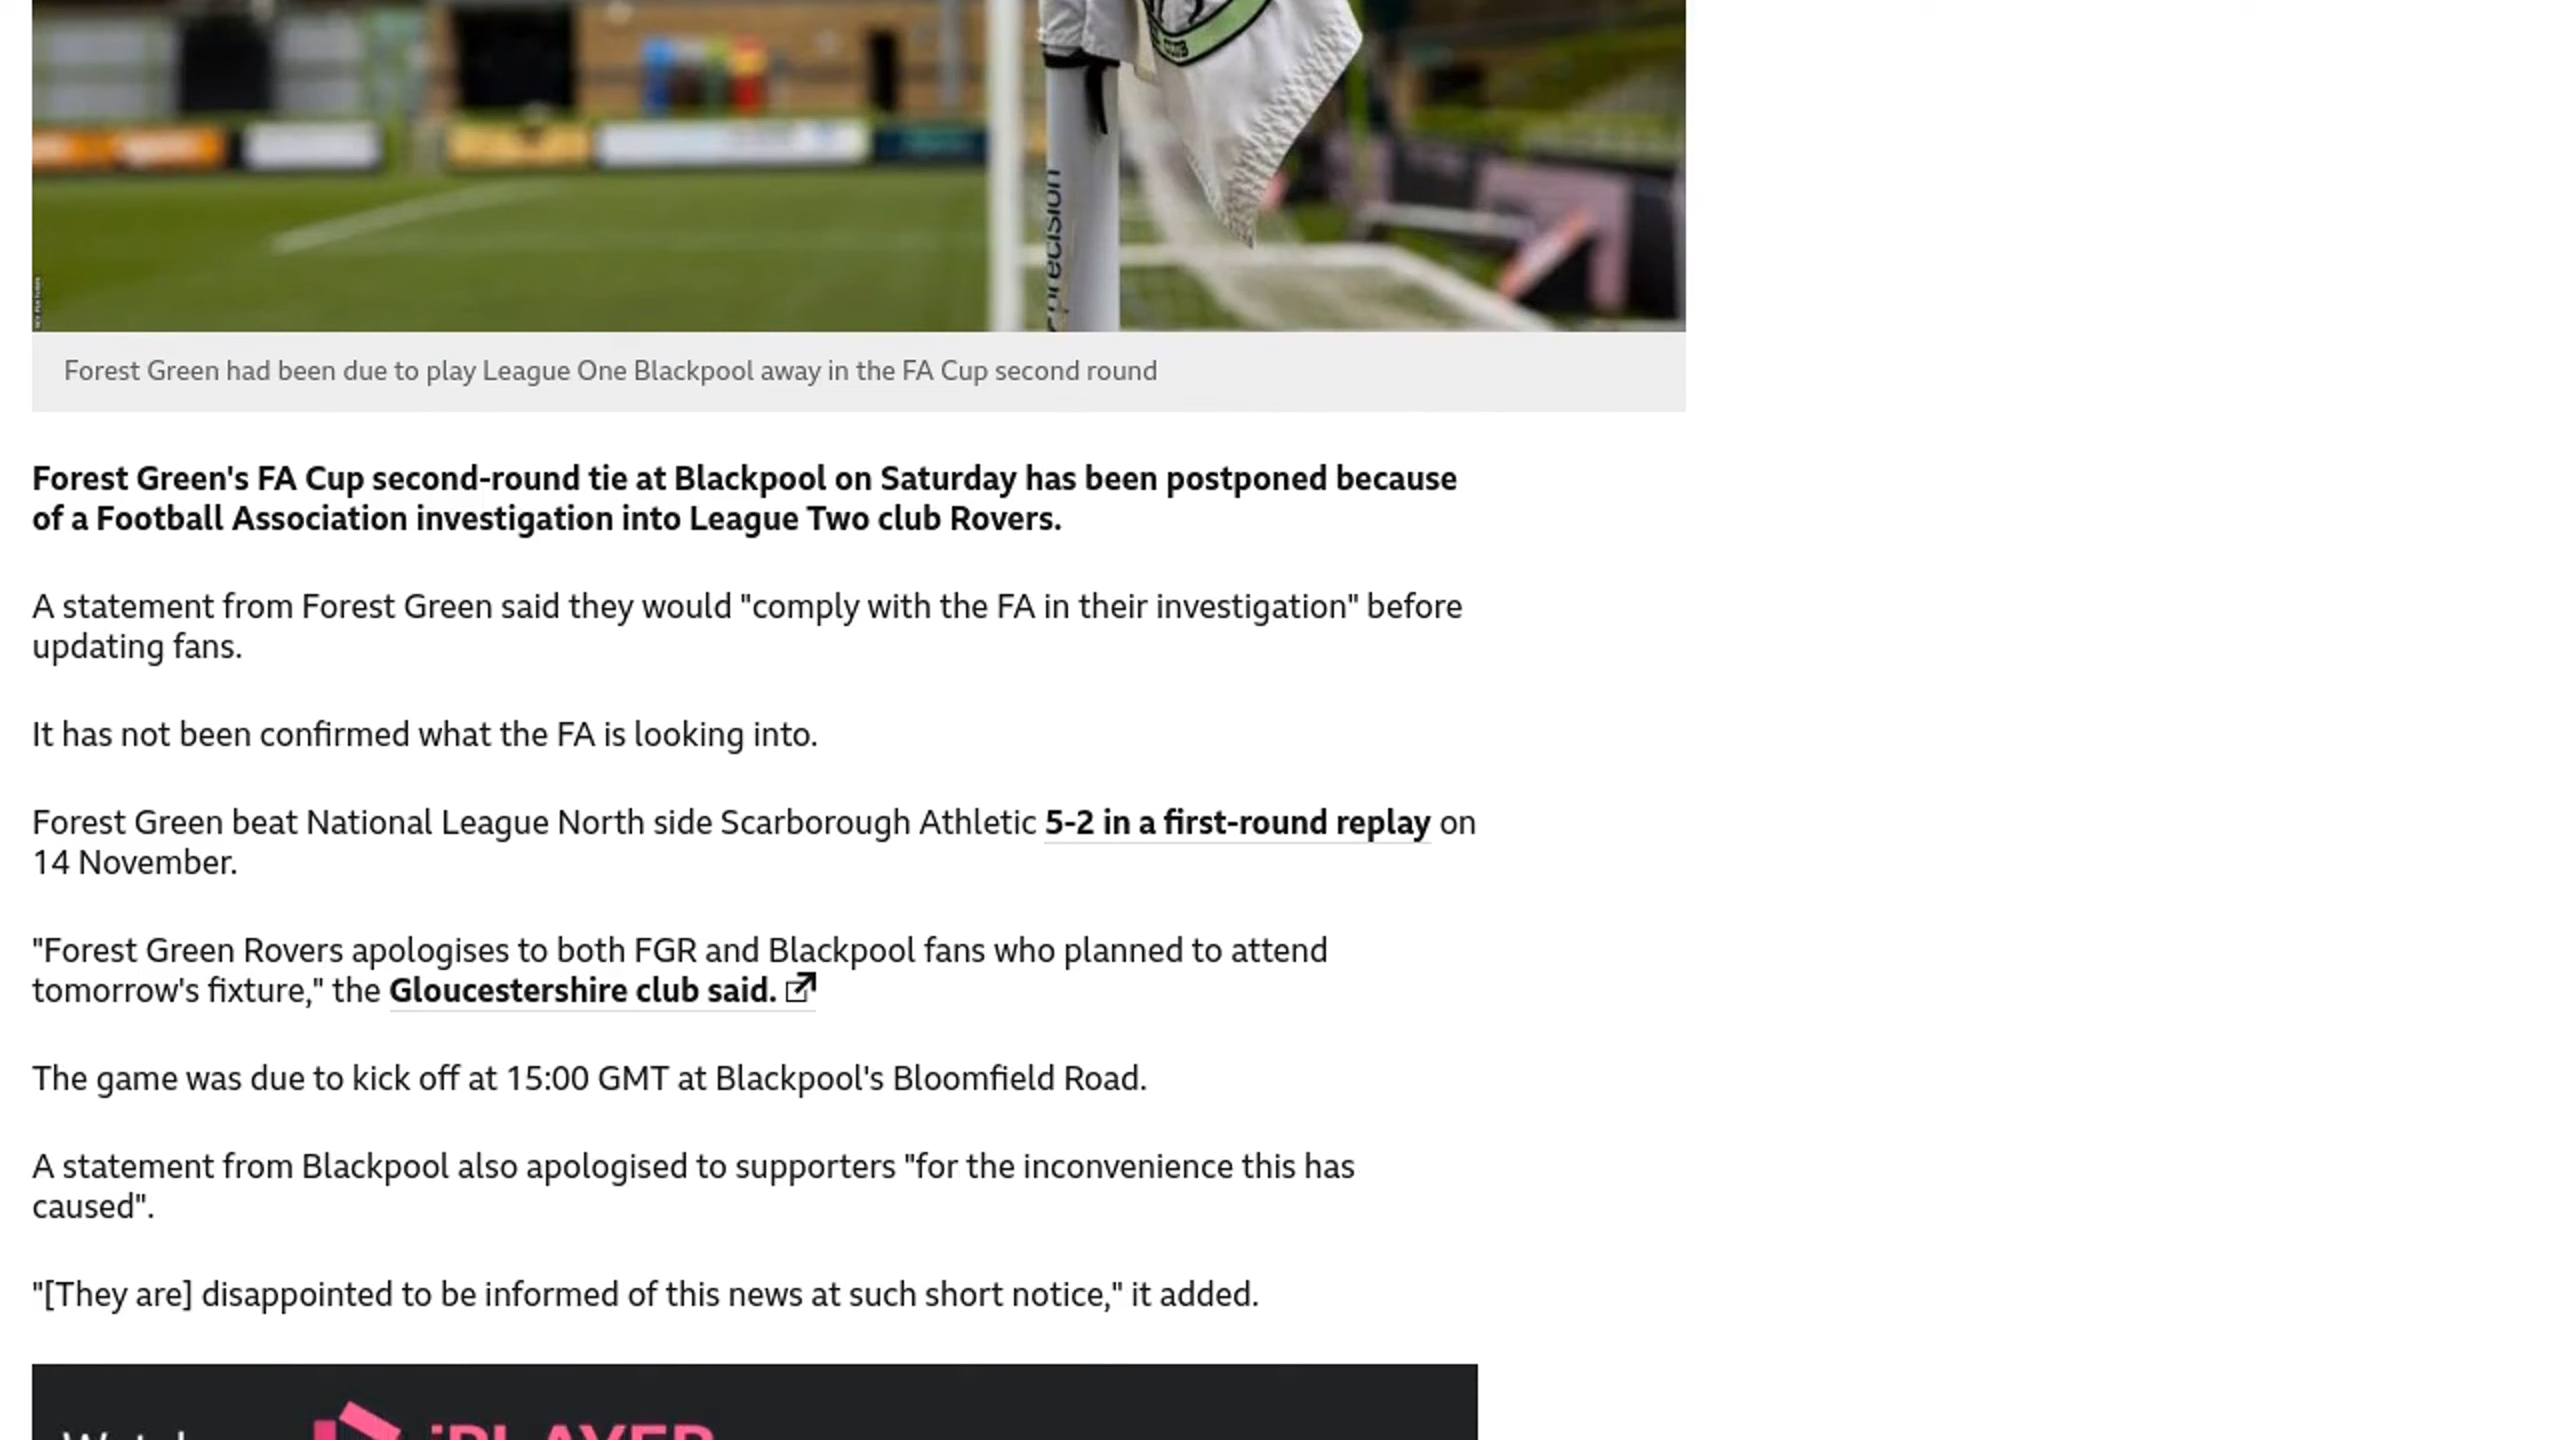 precision
Forest Green had been due to play League One Blackpool away in the FA Cup second round
Forest Green's FA Cup second-round tie at Blackpool on Saturday has been postponed because
of a Football Association investigation into League Two club Rovers.
A statement from Forest Green said they would "comply with the FA in their investigation" before
updating fans.
It has not been confirmed what the FA is looking into.
Forest Green beat National League North side Scarborough Athletic 5-2 in a first-round replay on
14 November.
"Forest Green Rovers apologises to both FGR and Blackpool fans who planned to attend
tomorrow's fixture," the Gloucestershire club said.
The game was due to kick off at 15:00 GMT at Blackpool's Bloomfield Road.
A statement from Blackpool also apologised to supporters "for the inconvenience this has
caused".
"[They are] disappointed to be informed of this news at such short notice," it added.
iPLAYER